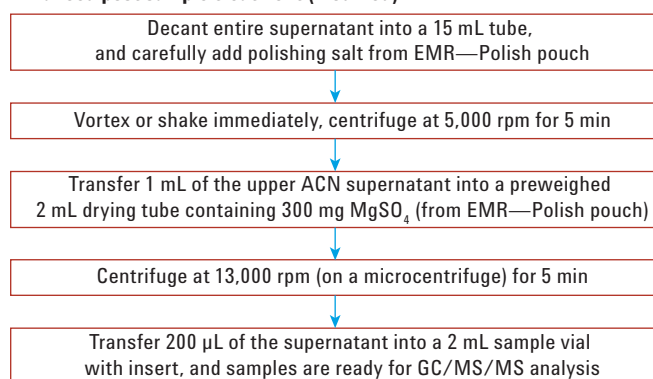 Decant entire supernatant into a 15 mL tube,
and carefully add polishing salt from EMR—Polish pouch
Vortex or shake immediately, centrifuge at 5,000 rpm for 5 min
Transfer 1 mL of the upper ACN supernatant into a preweighed
2 mL drying tube containing 300 mg MgSO₄ (from EMR—Polish pouch)
Centrifuge at 13,000 rpm (on a microcentrifuge) for 5 min
Transfer 200 µL of the supernatant into a 2 mL sample vial
with insert, and samples are ready for GC/MS/MS analysis